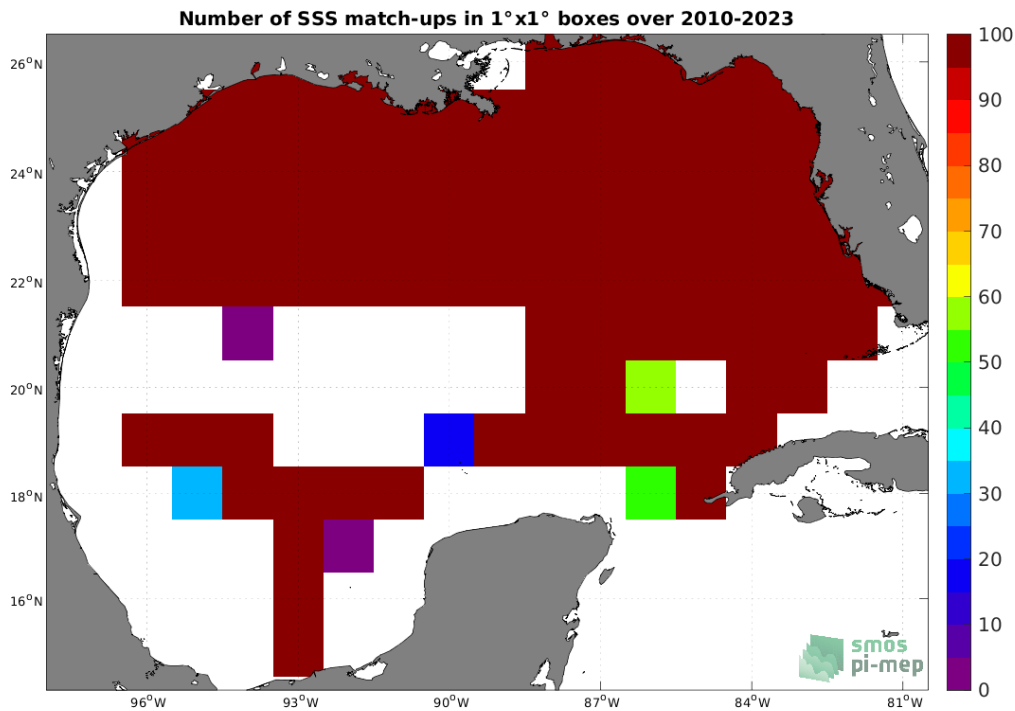 Number of SSS match-ups in 1°x1° boxes over 2010-2023
26°N
24°N
22°N
20°N
18°N
16°N
96°W
93°W
90°W
87°W
84°W
81°W
100
90
80
70
60
50
40
30
20
10
0
smos
pi-mep